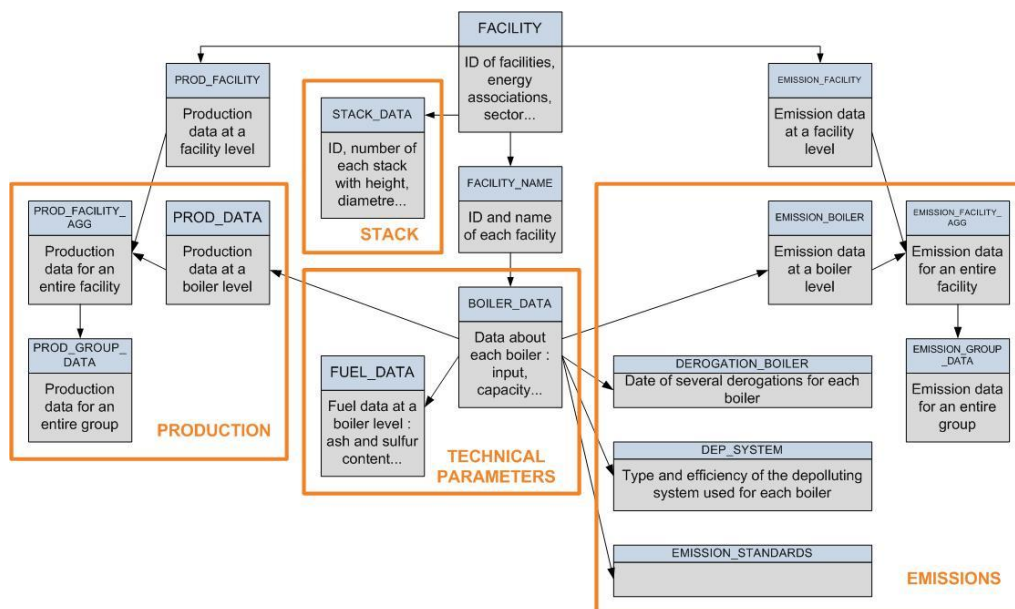 FACILITY
ID of facilities,
energy
associations,
sector...
PROD_FACILITY
Production
data at a
facility level
STACK_DATA
ID, number of
each stack
with height,
diametre...
STACK
EMISSION_FACILITY
Emission data
at a facility
level
FACILITY_NAME
ID and name
of each facility
PROD_FACILITY_
AGG
Production
data for an
entire facility
PROD_DATA
Production
data at a
boiler level
PROD_GROUP_
DATA
Production
data for an
entire group
PRODUCTION
BOILER_DATA
Data about
each boiler :
input,
capacity...
FUEL_DATA
Fuel data at a
boiler level :
ash and sulfur
content...
TECHNICAL
PARAMETERS
EMISSION_BOILER
Emission data
at a boiler
level
EMISSION_FACILITY_
AGG
Emission data
for an entire
facility
EMISSION_GROUP
_DATA
Emission data
for an entire
group
DEROGATION_BOILER
Date of several derogations for each
boiler
DEP_SYSTEM
Type and efficiency of the depolluting
system used for each boiler
EMISSION_STANDARDS
EMISSIONS